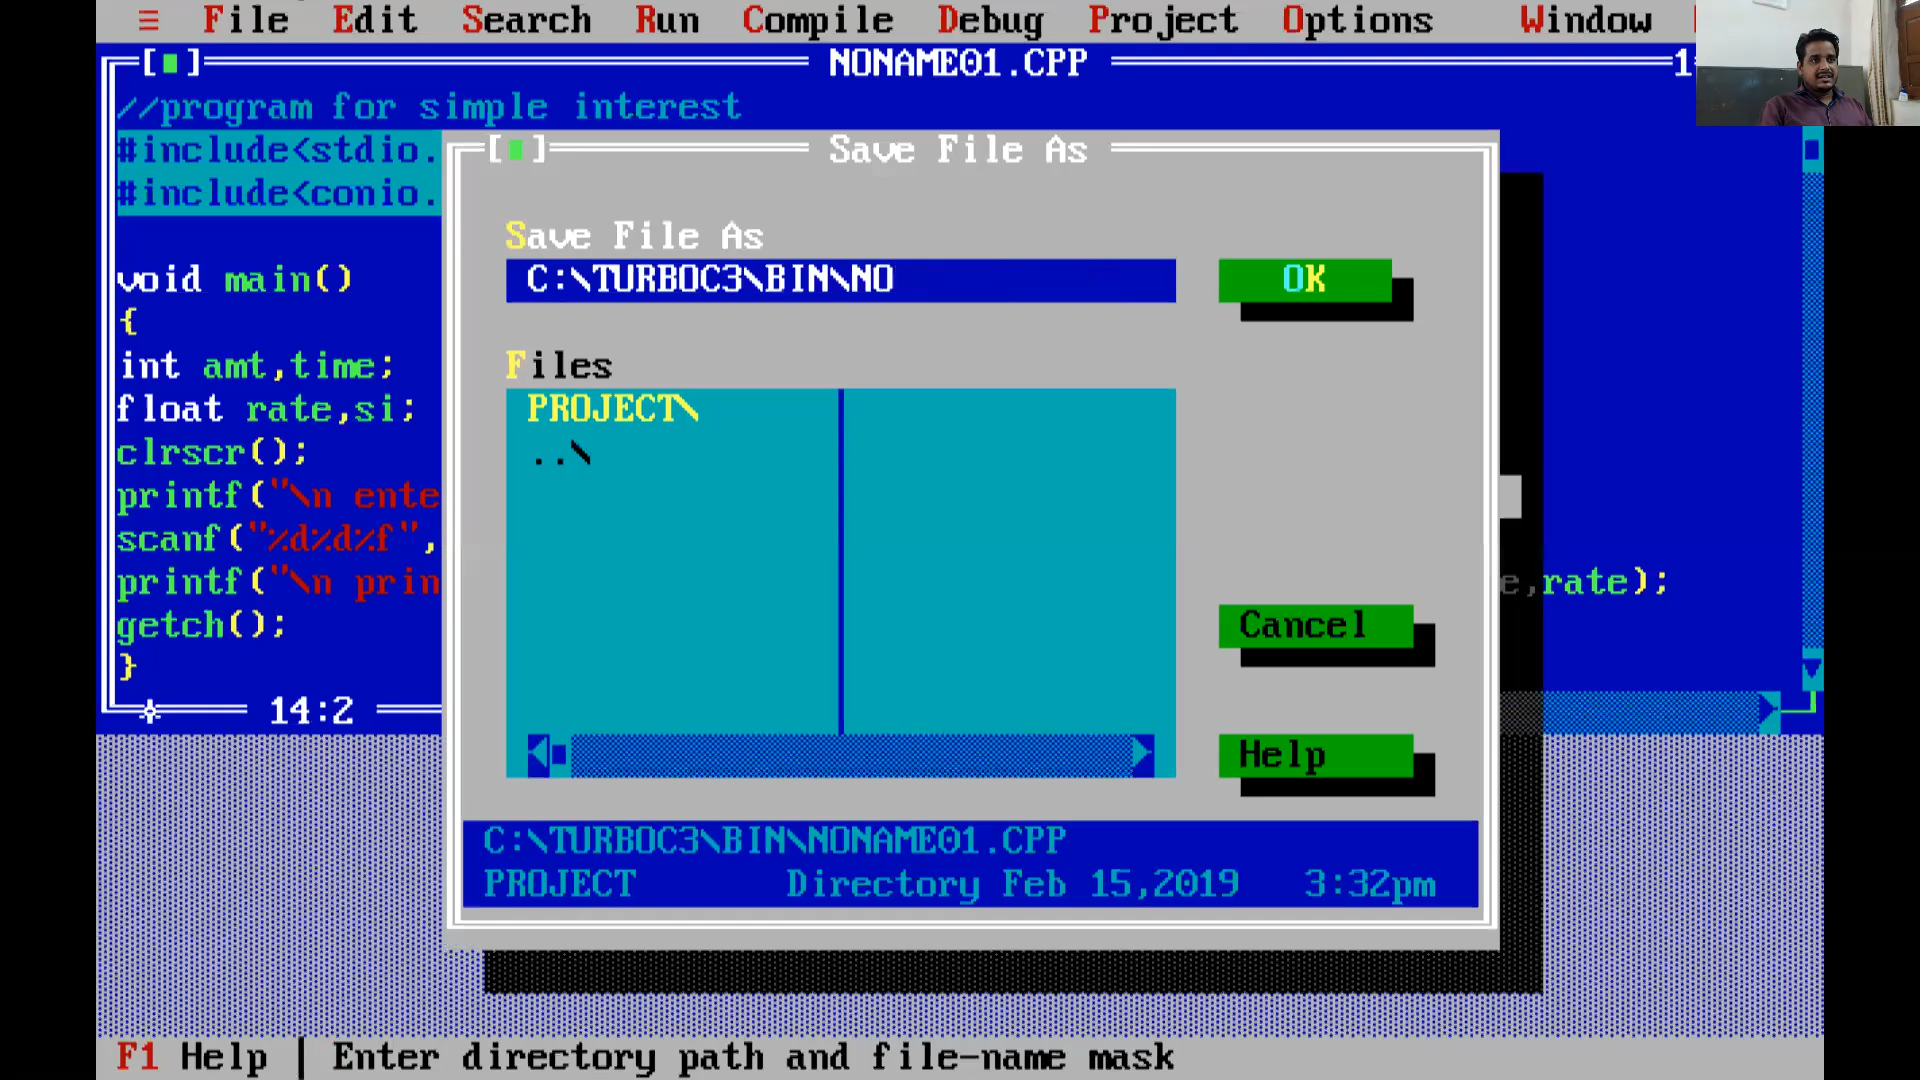 ≡ File Edit Search Run Compile Debug Project Options Window
[■] NONAME01.CPP 1
//program for simple interest
#include<stdio.
#include<conio.
void main()
{
int amt,time;
float rate,si;
clrscr();
printf("\n ente
scanf("%d%d%f",
printf("\n prin
e,rate);
getch();
}
14:2
[■] Save File As
Save File As
C:\TURBOC3\BIN\NO
OK
Files
PROJECT\
..\
Cancel
Help
C:\TURBOC3\BIN\NONAME01.CPP
PROJECT Directory Feb 15,2019 3:32pm
F1 Help | Enter directory path and file-name mask